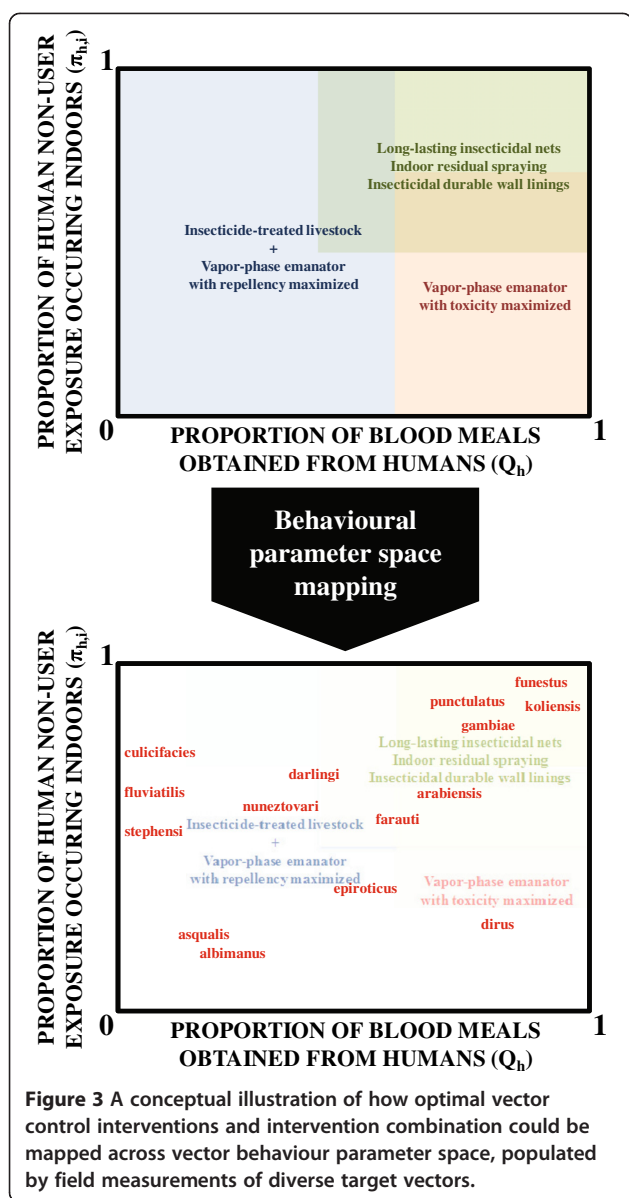 PROPORTION OF HUMAN NON-USER
EXPOSURE OCCURING INDOORS (πh,i)
1
Long-lasting insecticidal nets
Indoor residual spraying
Insecticidal durable wall linings
Insecticide-treated livestock
+
Vapor-phase emanator
with repellency maximized
Vapor-phase emanator
with toxicity maximized
0
1
PROPORTION OF BLOOD MEALS
OBTAINED FROM HUMANS (Qh)
Behavioural
parameter space
mapping
PROPORTION OF HUMAN NON-USER
EXPOSURE OCCURING INDOORS (πh,i)
1
funestus
punctulatus
koliensis
gambiae
Long-lasting insecticidal nets
Indoor residual spraying
Insecticidal durable wall linings
culicifacies
darlingi
fluviatilis
arabiensis
nuneztovari
farauti
stephensi
Insecticide-treated livestock
+
Vapor-phase emanator
with repellency maximized
epiroticus
Vapor-phase emanator
with toxicity maximized
dirus
asqualis
albimanus
0
1
PROPORTION OF BLOOD MEALS
OBTAINED FROM HUMANS (Qh)
Figure 3 A conceptual illustration of how optimal vector
control interventions and intervention combination could be
mapped across vector behaviour parameter space, populated
by field measurements of diverse target vectors.